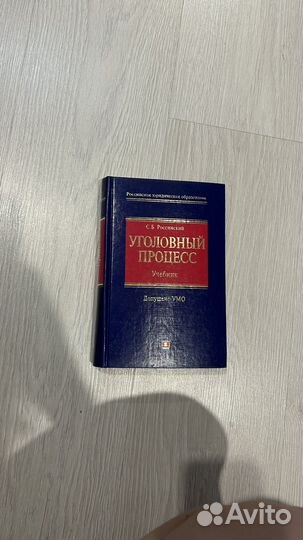 Российское юридическое образование
С.Б. Россинский
УГОЛОВНЫЙ
ПРОЦЕСС
Учебник
Допущено УМО
Avito